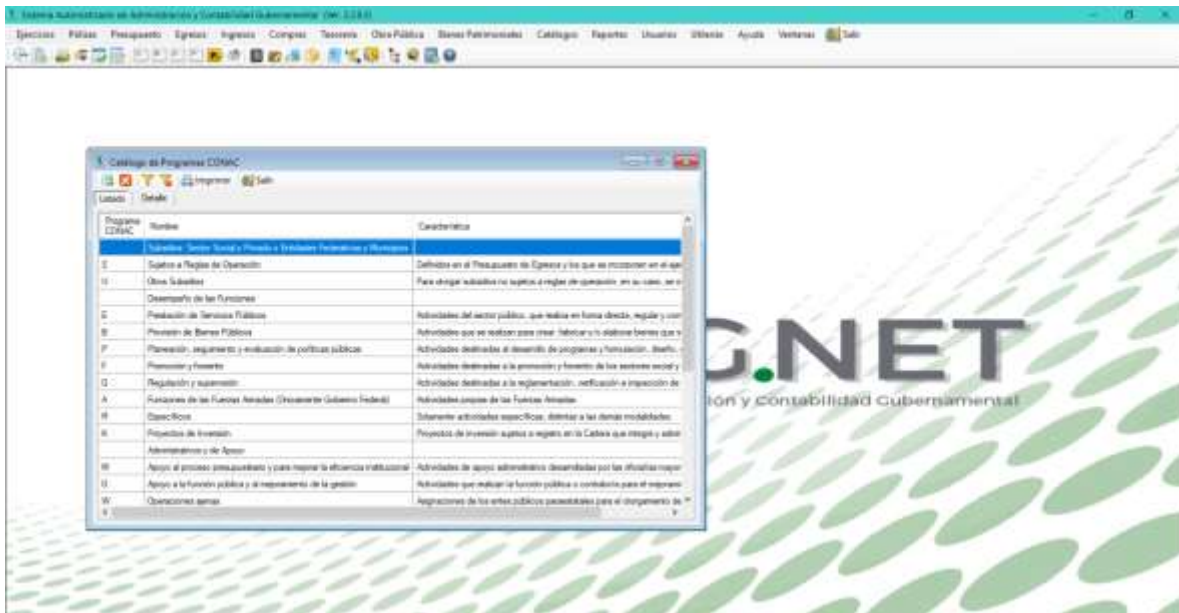 Sistema Automatizado de Administración y Contabilidad Gubernamental (Ver.
Ejercicios Pólizas Presupuesto Egresos Ingresos Compras Tesorería Obra Pública Bienes Patrimoniales Catálogos Reportes Usuarios Utilerías Ayuda Ventanas Salir
Catálogo de Programas CONAC
Imprimir Salir
Listado Detalle
Programa CONAC Nombre Característica
Subsidios: Sector Social y Privado o Entidades Federativas y Municipios
S Sujetos a Reglas de Operación Definidos en el Presupuesto de Egresos y los que se incorporen en el ejer
U Otros Subsidios Para otorgar subsidios no sujetos a reglas de operación, en su caso, se o
Desempeño de las Funciones
E Prestación de Servicios Públicos Actividades del sector público, que realiza en forma directa, regular y con
B Provisión de Bienes Públicos Actividades que se realizan para crear, fabricar y/o elaborar bienes que s
P Planeación, seguimiento y evaluación de políticas públicas Actividades destinadas al desarrollo de programas y formulación, diseño,
F Promoción y fomento Actividades destinadas a la promoción y fomento de los sectores social y
G Regulación y supervisión Actividades destinadas a la reglamentación, verificación e inspección de
A Funciones de las Fuerzas Armadas (Únicamente Gobierno Federal) Actividades propias de las Fuerzas Armadas
R Específicos Solamente actividades específicas, distintas a las demás modalidades
K Proyectos de Inversión Proyectos de inversión sujetos a registro en la Cartera que integra y admi
Administrativos y de Apoyo
M Apoyo al proceso presupuestario y para mejorar la eficiencia institucional Actividades de apoyo administrativo desarrolladas por las oficialías mayor
O Apoyo a la función pública y al mejoramiento de la gestión Actividades que realizan la función pública o contraloría para el mejorami
W Operaciones ajenas Asignaciones de los entes públicos paraestatales para el otorgamiento de
G.NET
ión y Contabilidad Gubernamental